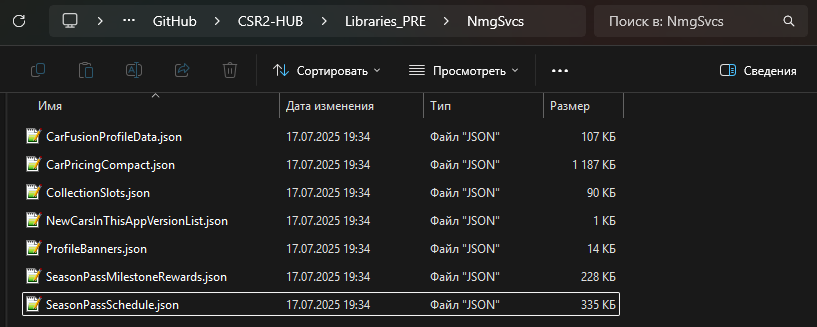 GitHub CSR2-HUB Libraries_PRE NmgSvcs Поиск в: NmgSvcs
Сортировать Просмотреть Сведения
Имя Дата изменения Тип Размер
CarFusionProfileData.json 17.07.2025 19:34 Файл "JSON" 107 КБ
CarPricingCompact.json 17.07.2025 19:34 Файл "JSON" 1 187 КБ
CollectionSlots.json 17.07.2025 19:34 Файл "JSON" 90 КБ
NewCarsInThisAppVersionList.json 17.07.2025 19:34 Файл "JSON" 1 КБ
ProfileBanners.json 17.07.2025 19:34 Файл "JSON" 14 КБ
SeasonPassMilestoneRewards.json 17.07.2025 19:34 Файл "JSON" 228 КБ
SeasonPassSchedule.json 17.07.2025 19:34 Файл "JSON" 335 КБ